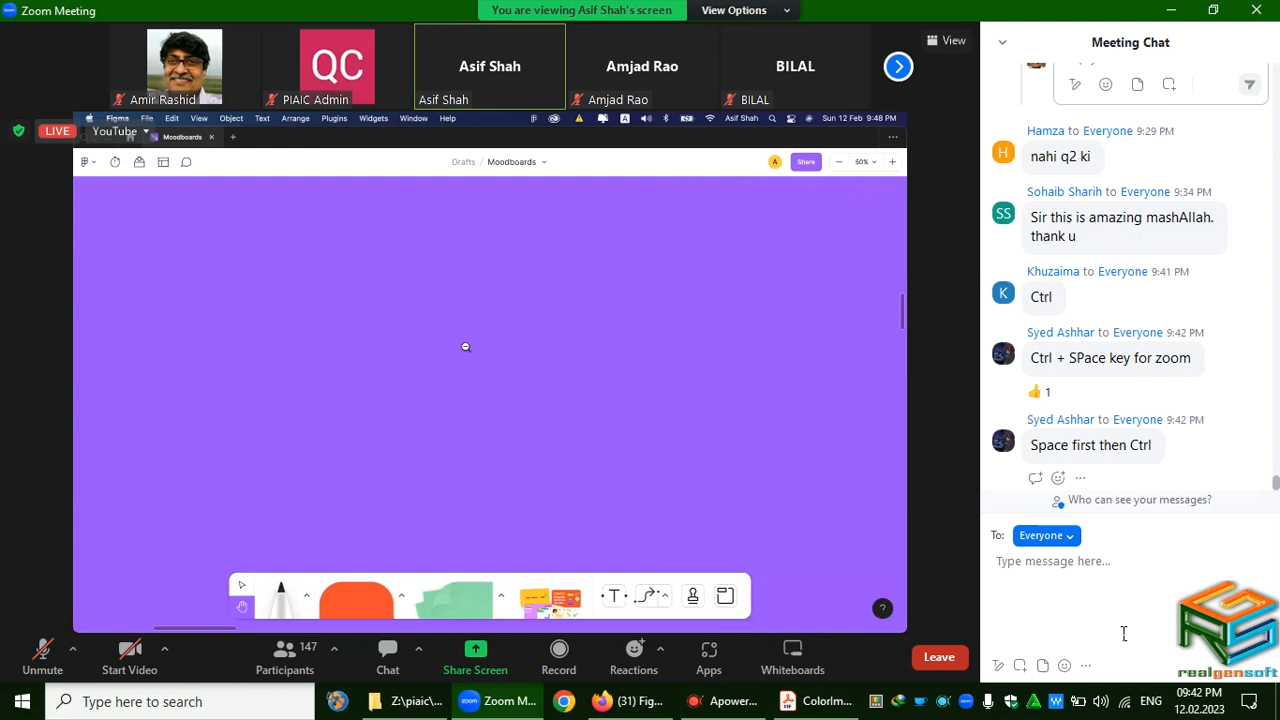 Zoom Meeting
You are viewing Asif Shah's screen
View Options
QC
Asif Shah
Amjad Rao
BILAL
View
Amir Rashid
PIAIC Admin
Asif Shah
Amjad Rao
BILAL
Meeting Chat
LIVE
YouTube
Figma File Edit View Object Text Arrange Plugins Widgets Window Help
A
Asif Shah
Sun 12 Feb 9:48 PM
Moodboards
Drafts / Moodboards
A
Share
50%
Hamza to Everyone 9:29 PM
H
nahi q2 ki
Sohaib Sharih to Everyone 9:34 PM
SS
Sir this is amazing mashAllah.
thank u
Khuzaima to Everyone 9:41 PM
K
Ctrl
Syed Ashhar to Everyone 9:42 PM
Ctrl + SPace key for zoom
1
Syed Ashhar to Everyone 9:42 PM
Space first then Ctrl
Who can see your messages?
To: Everyone
Type message here...
T
?
realgensoft
Unmute
Start Video
147
Participants
Chat
Share Screen
Record
Reactions
Apps
Whiteboards
Leave
Type here to search
Z:\piaic\...
Zoom M...
(31) Fig...
Apower...
ColorIm...
ENG
09:42 PM
12.02.2023